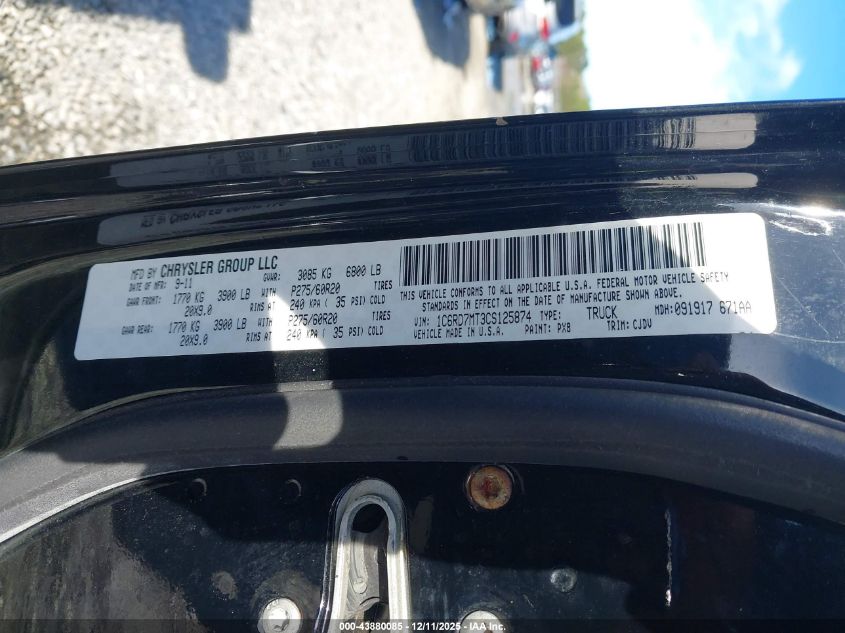 MFD BY CHRYSLER GROUP LLC
DATE OF MFR: 9-11 GVWR: 3085 KG 6800 LB
GAWR FRONT: 1770 KG 3900 LB WITH P275/60R20 TIRES
20X9.0 RIMS AT 240 KPA ( 35 PSI) COLD
GAWR REAR: 1770 KG 3900 LB WITH P275/60R20 TIRES
20X9.0 RIMS AT 240 KPA ( 35 PSI) COLD
THIS VEHICLE CONFORMS TO ALL APPLICABLE U.S.A. FEDERAL MOTOR VEHICLE SAFETY
STANDARDS IN EFFECT ON THE DATE OF MANUFACTURE SHOWN ABOVE.
VIN: 1C6RD7MT3CS125874 TYPE: TRUCK MDH:091917 671AA
VEHICLE MADE IN U.S.A. PAINT: PX8 TRIM: CJDV
000-43880085 - 12/11/2025 - IAA, Inc.